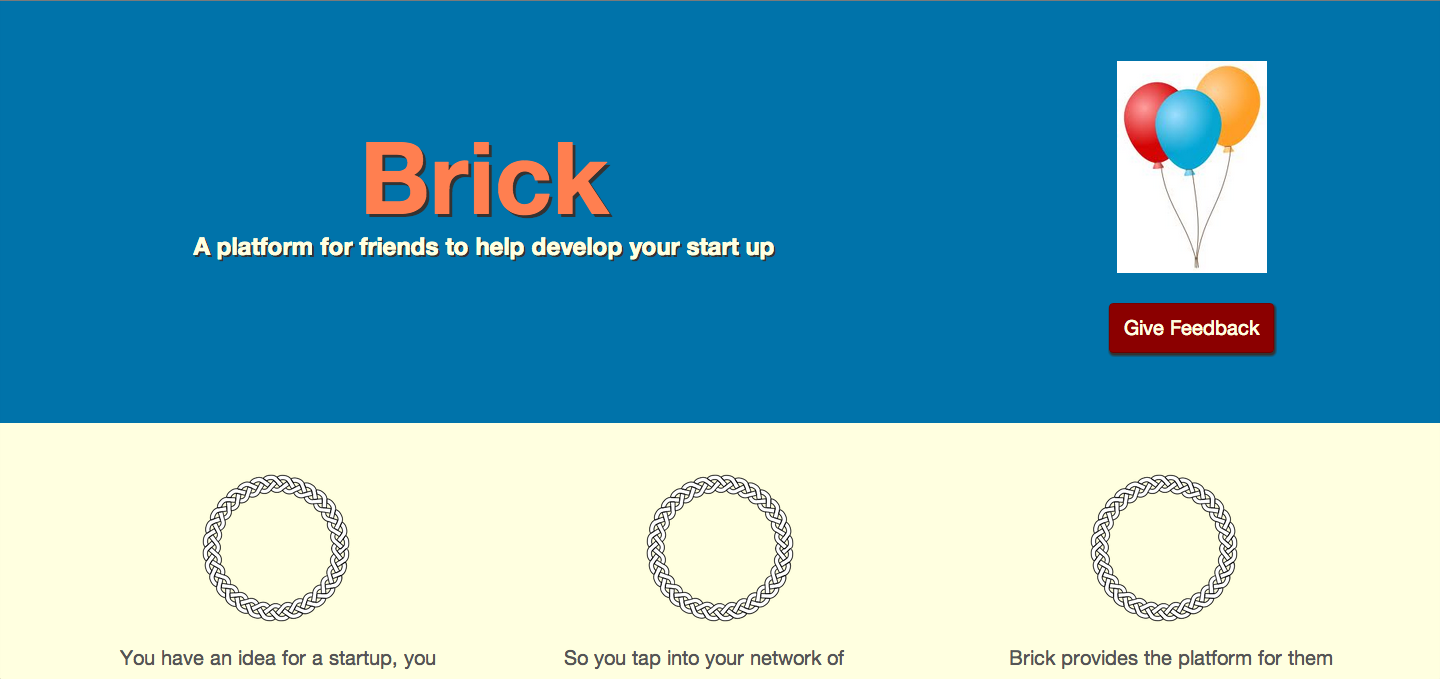 Brick
A platform for friends to help develop your start up
Give Feedback
You have an idea for a startup, you
So you tap into your network of
Brick provides the platform for them